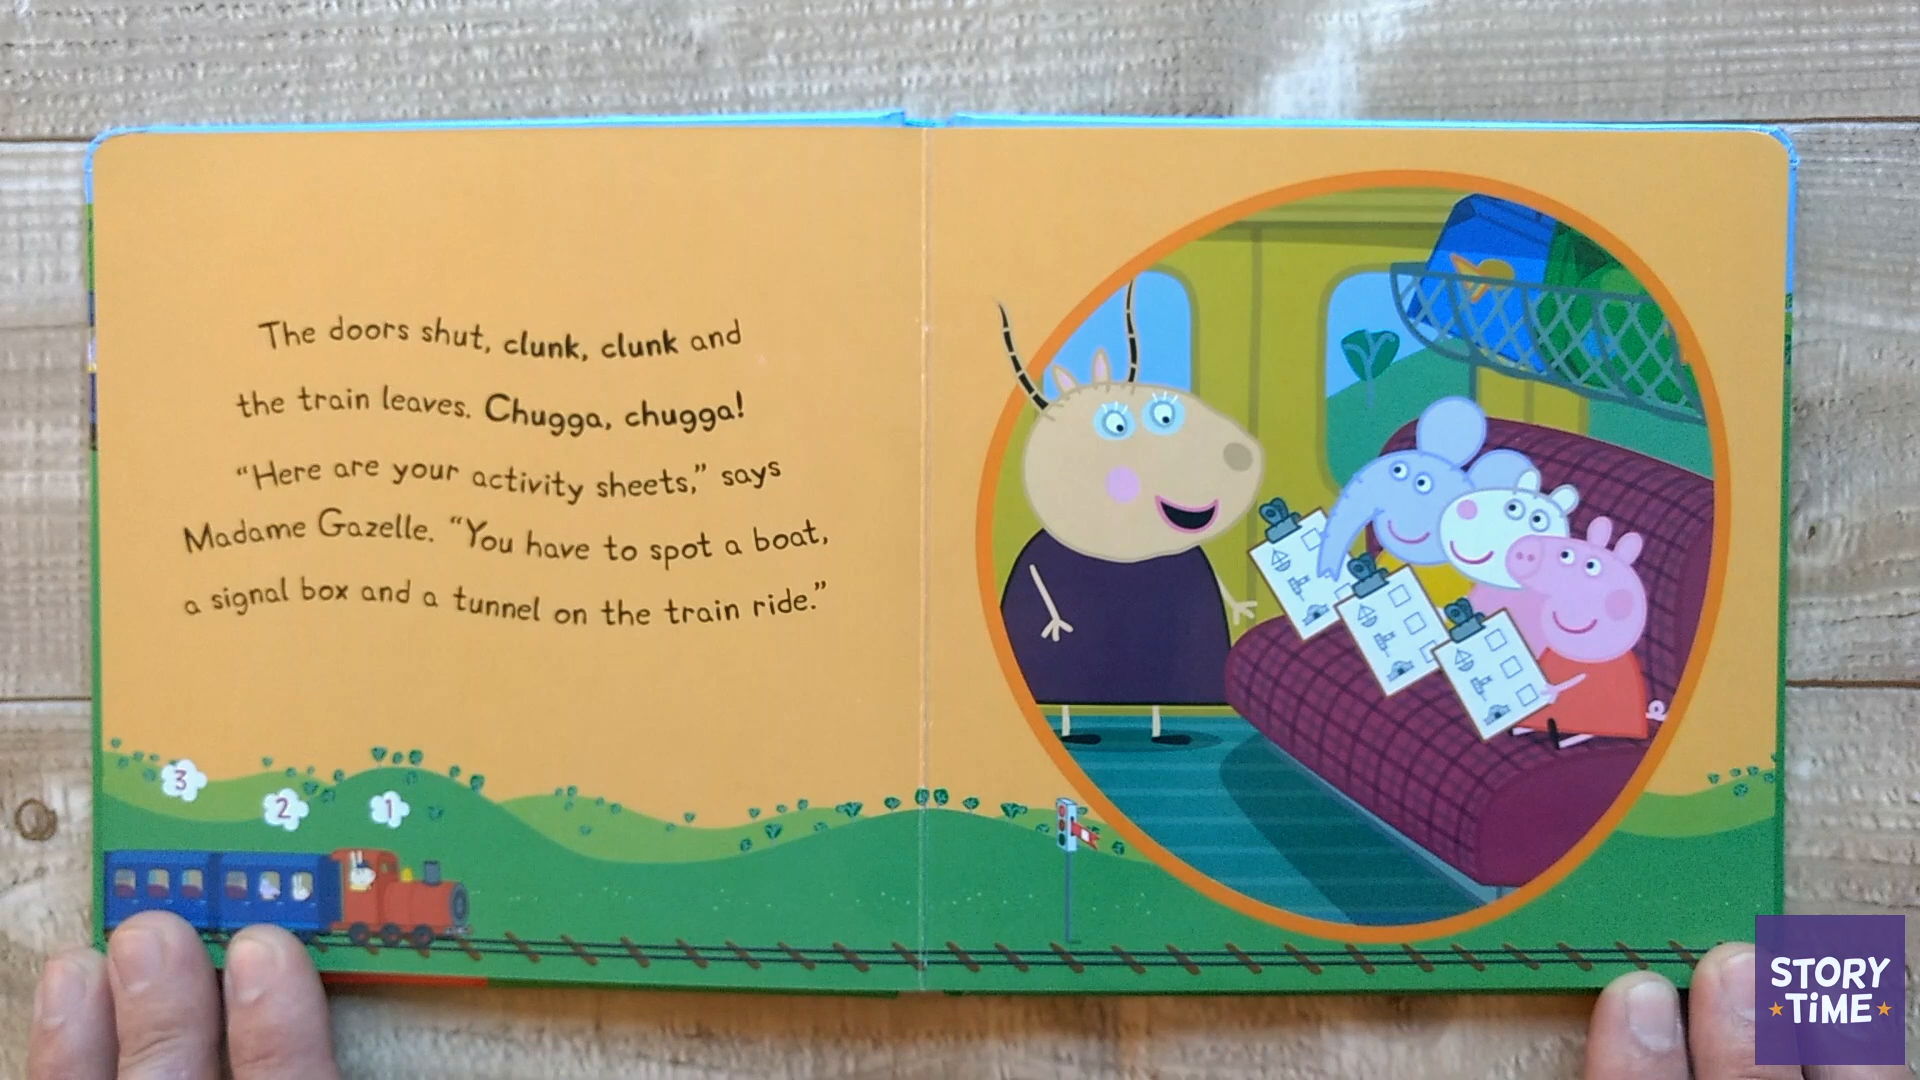 The doors shut, clunk, clunk and
the train leaves. Chugga, chugga!
“Here are your activity sheets,” says
Madame Gazelle. “You have to spot a boat,
a signal box and a tunnel on the train ride.”
3
2
1
STORY
TiME